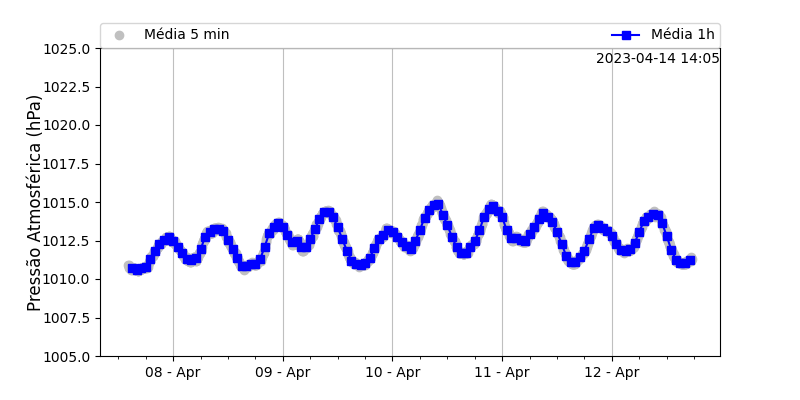 Média 5 min
Média 1h
2023-04-14 14:05
Pressão Atmosférica (hPa)
1025.0
1022.5
1020.0
1017.5
1015.0
1012.5
1010.0
1007.5
1005.0
08 - Apr
09 - Apr
10 - Apr
11 - Apr
12 - Apr